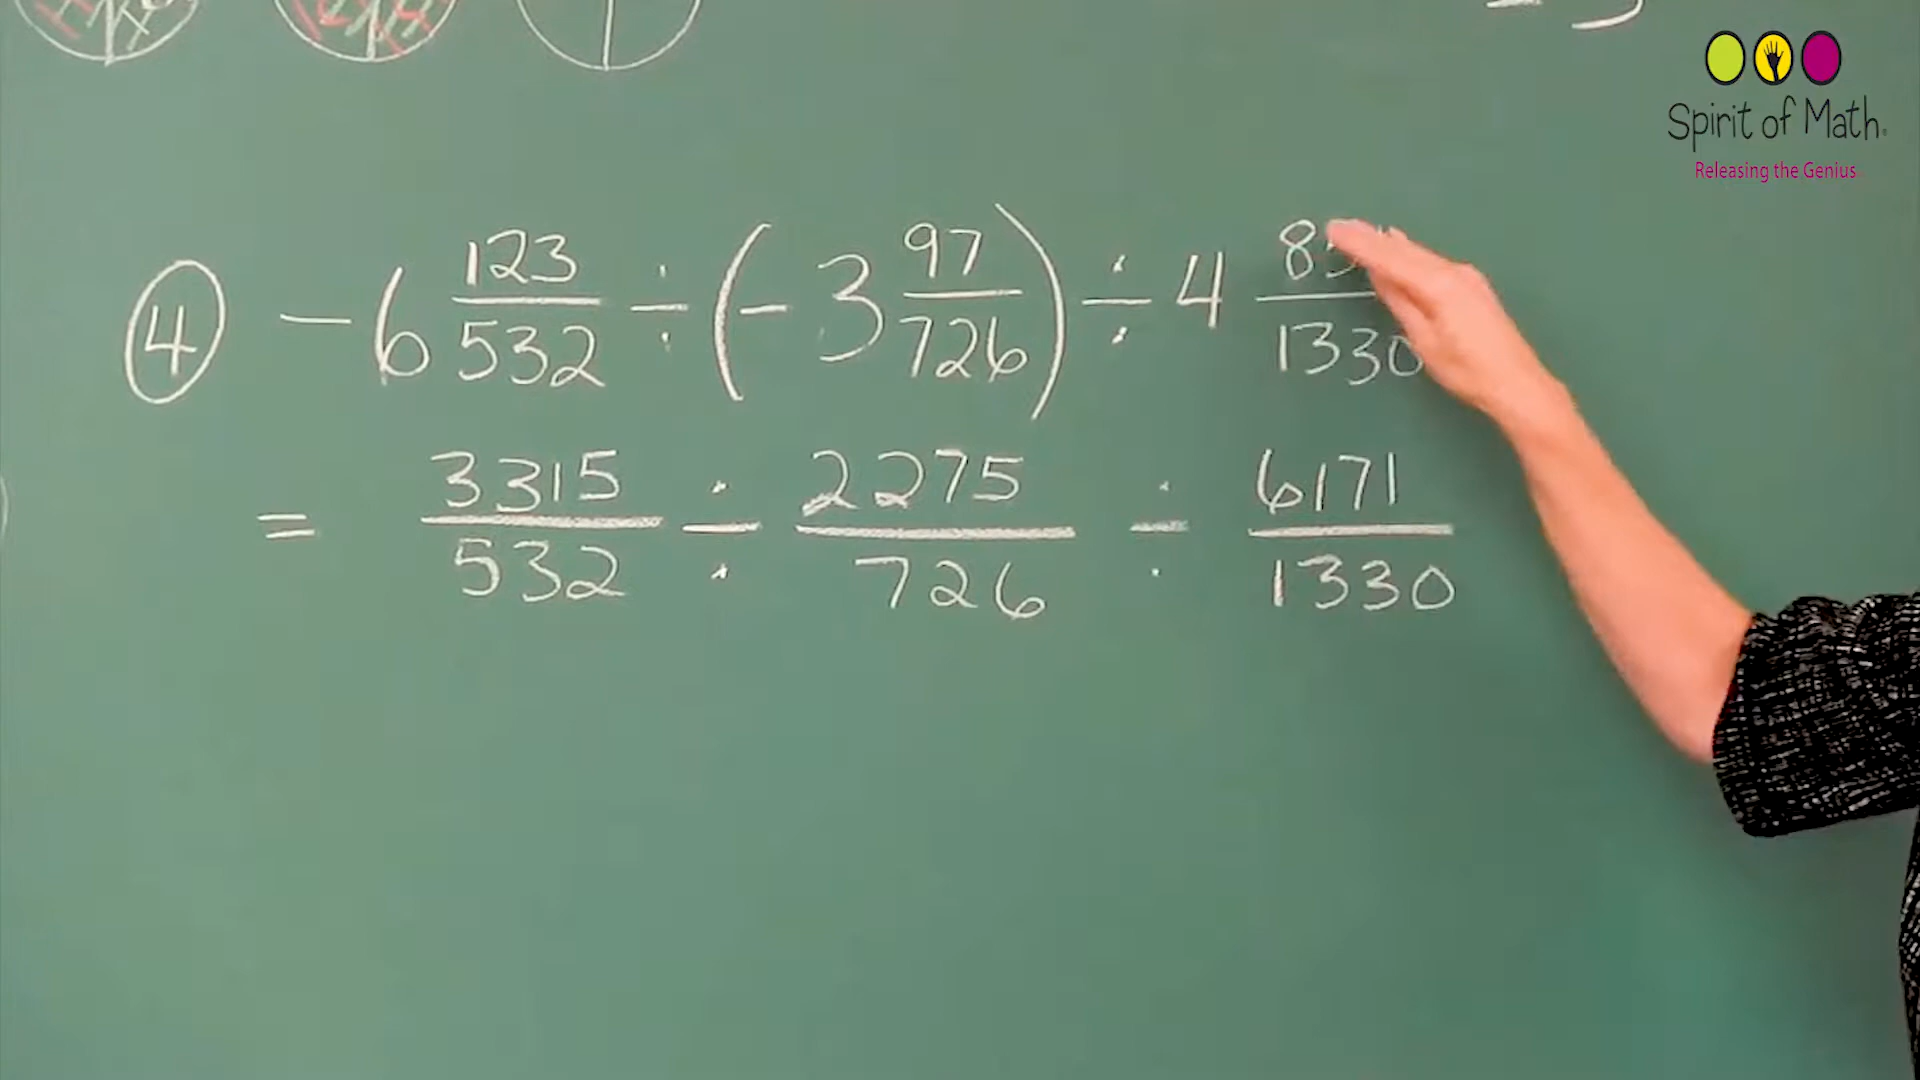 Spirit of Math
Releasing the Genius
④ - 6 123/532 ÷ (- 3 97/726) ÷ 4 /1330
= 3315/532 ÷ 2275/726 ÷ 6171/1330